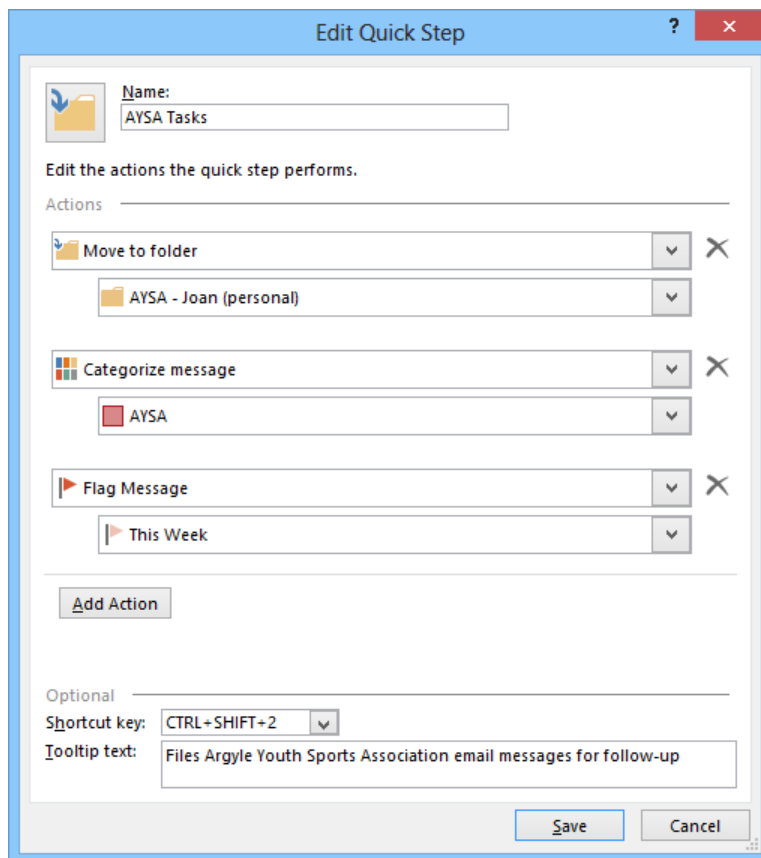 Edit Quick Step
?
Name:
AYSA Tasks
Edit the actions the quick step performs.
Actions
Move to folder
AYSA - Joan (personal)
Categorize message
AYSA
Flag Message
This Week
Add Action
Optional
Shortcut key: CTRL+SHIFT+2
Tooltip text: Files Argyle Youth Sports Association email messages for follow-up
Save Cancel